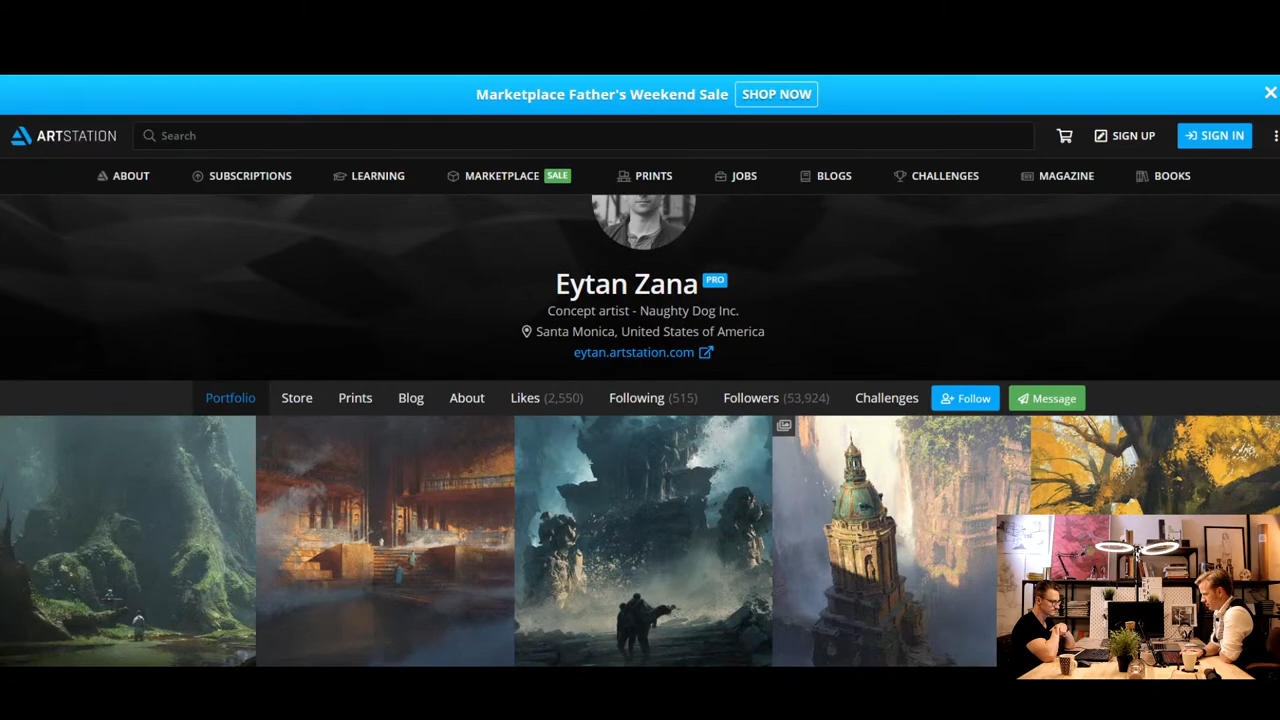 Marketplace Father's Weekend Sale SHOP NOW
ARTSTATION Search SIGN UP SIGN IN
ABOUT SUBSCRIPTIONS LEARNING MARKETPLACE SALE PRINTS JOBS BLOGS CHALLENGES MAGAZINE BOOKS
Eytan Zana PRO
Concept artist - Naughty Dog Inc.
Santa Monica, United States of America
eytan.artstation.com
Portfolio Store Prints Blog About Likes (2,550) Following (515) Followers (53,924) Challenges Follow Message